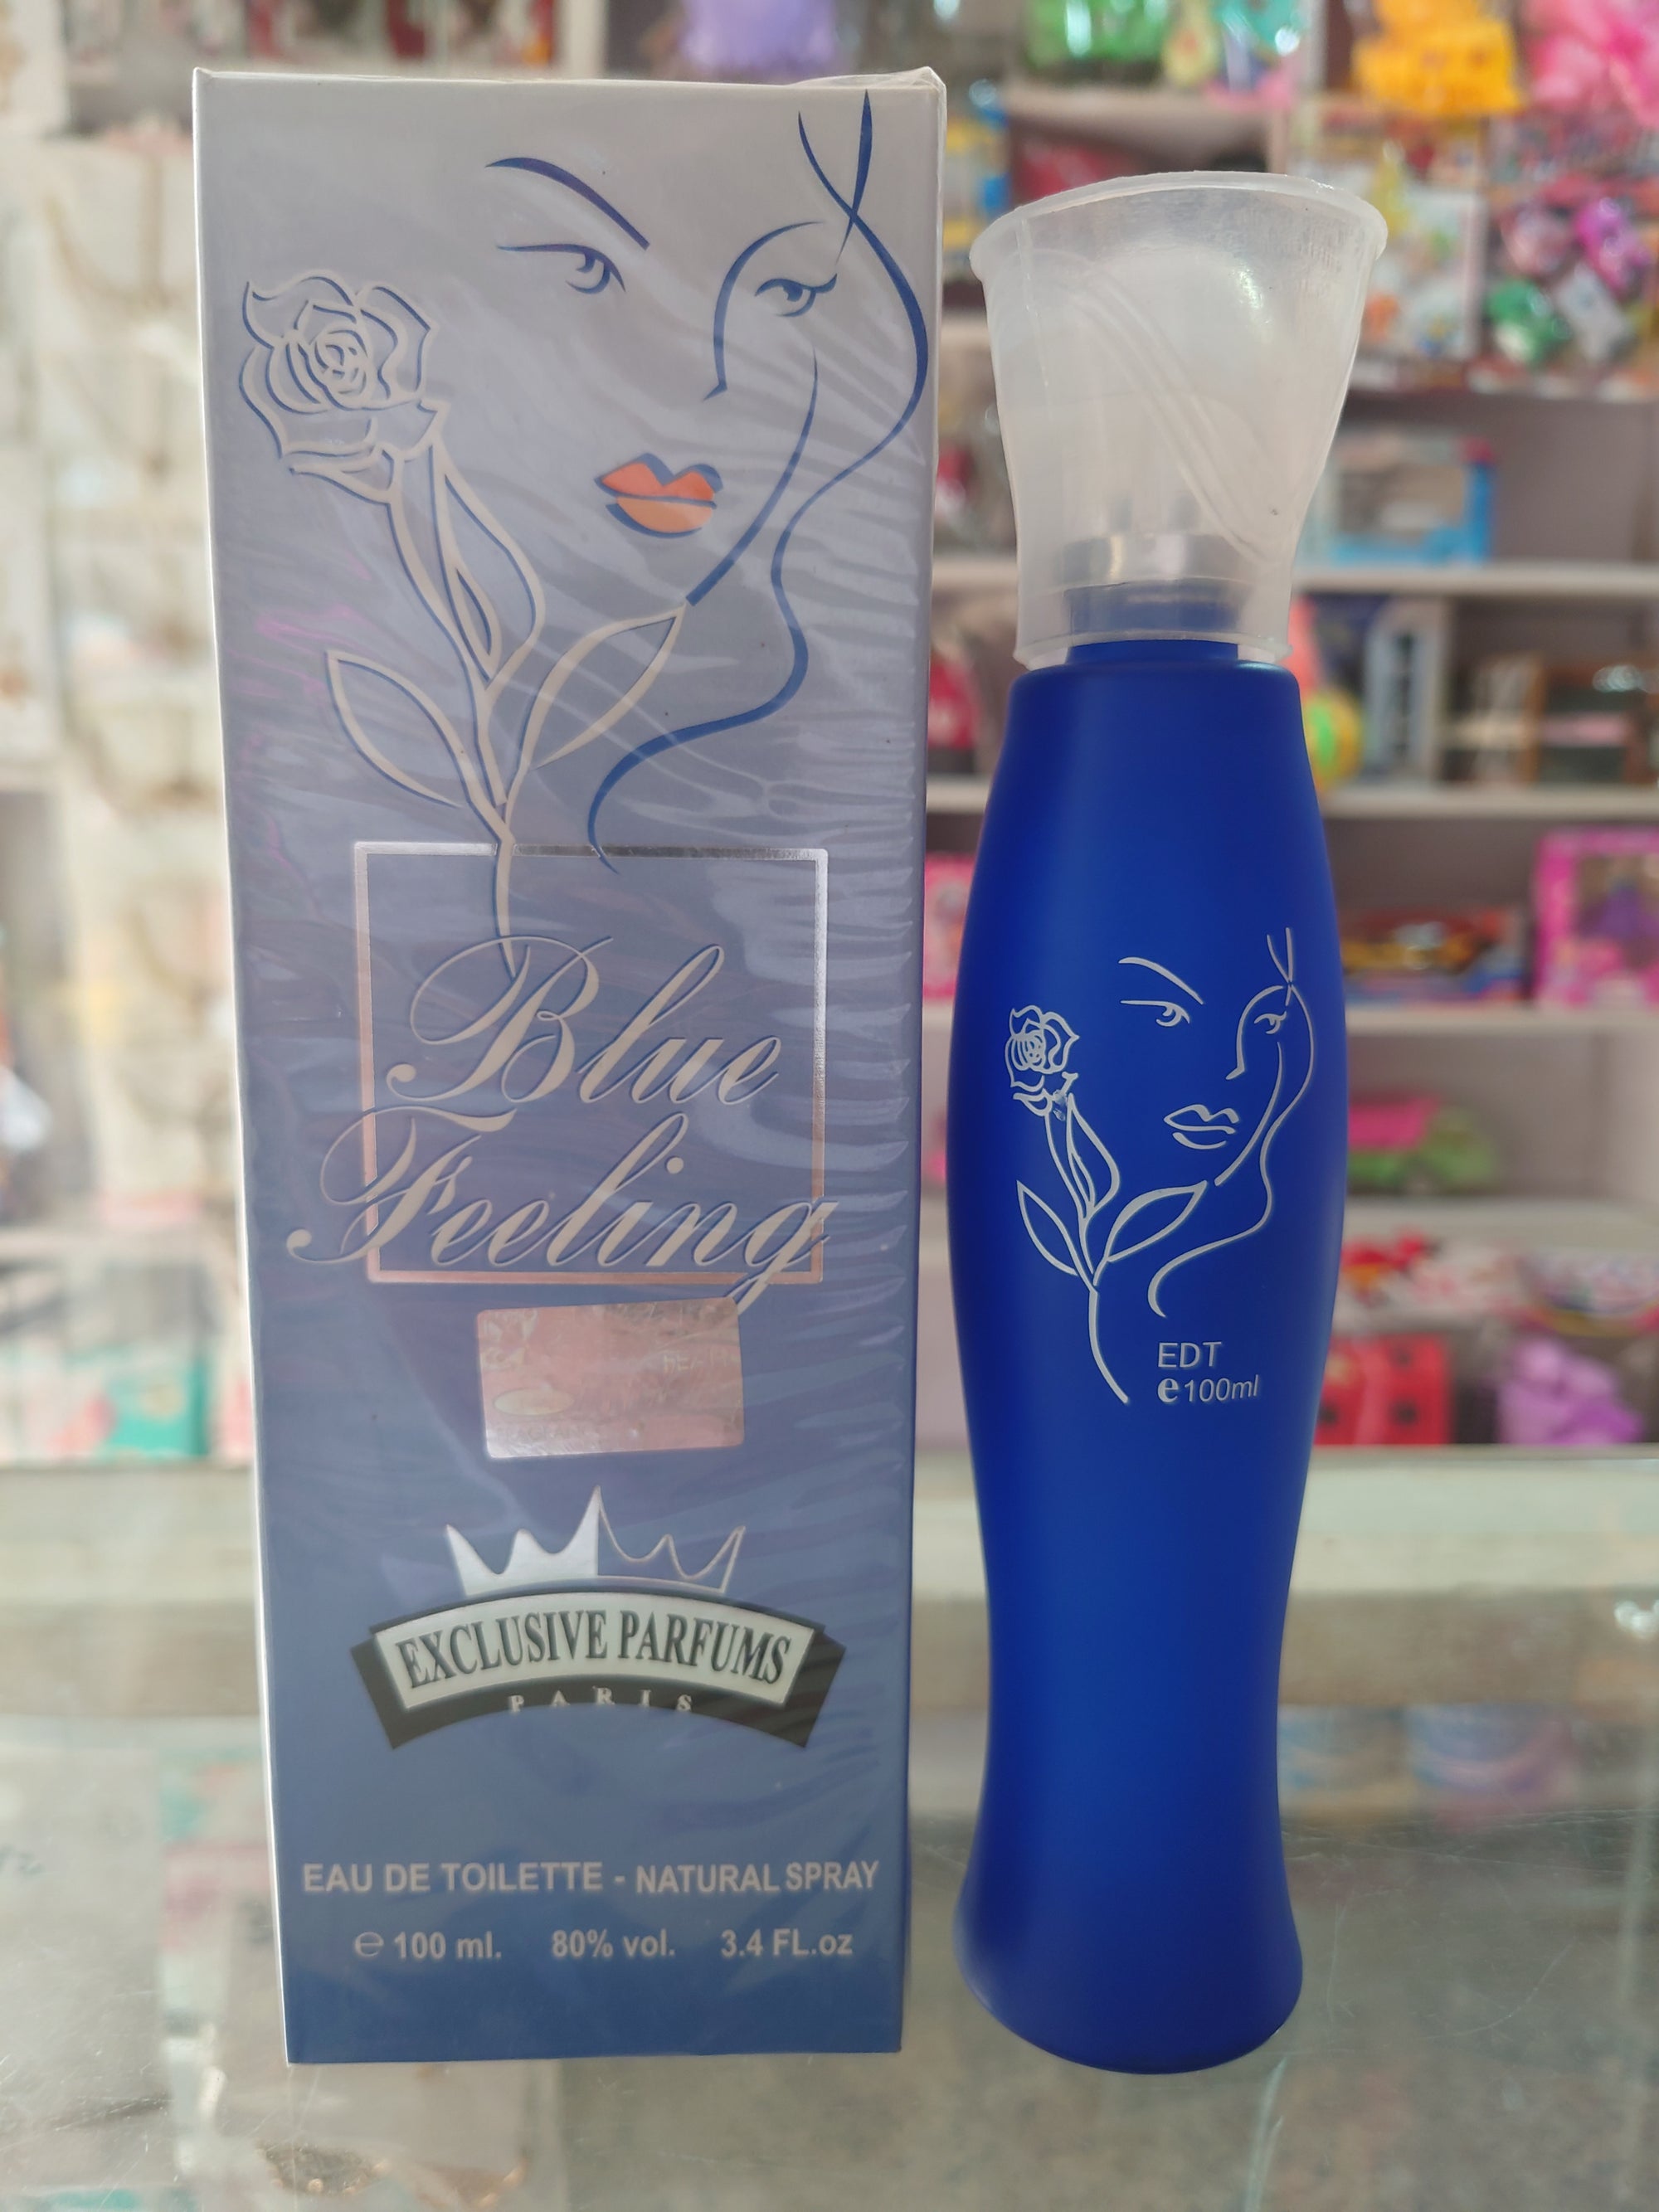 Blue
Feeling
EXCLUSIVE PARFUMS
PARIS
EAU DE TOILETTE - NATURAL SPRAY
℮ 100 ml. 80% vol. 3.4 FL.oz
EDT
℮100ml